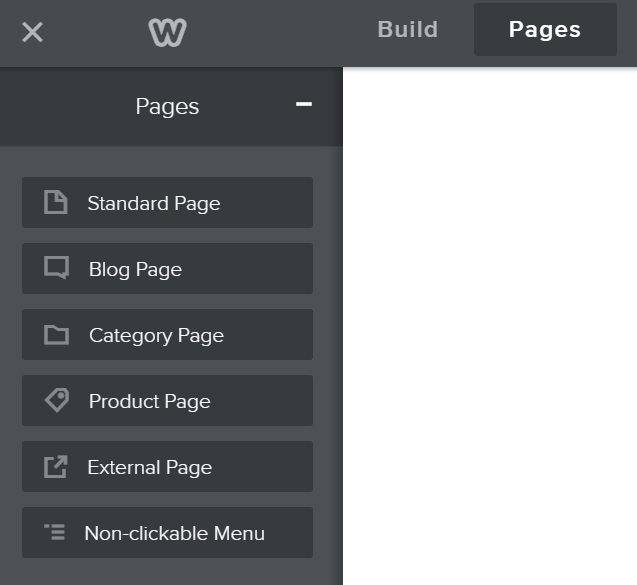 Build
Pages
Pages
Standard Page
Blog Page
Category Page
Product Page
External Page
Non-clickable Menu